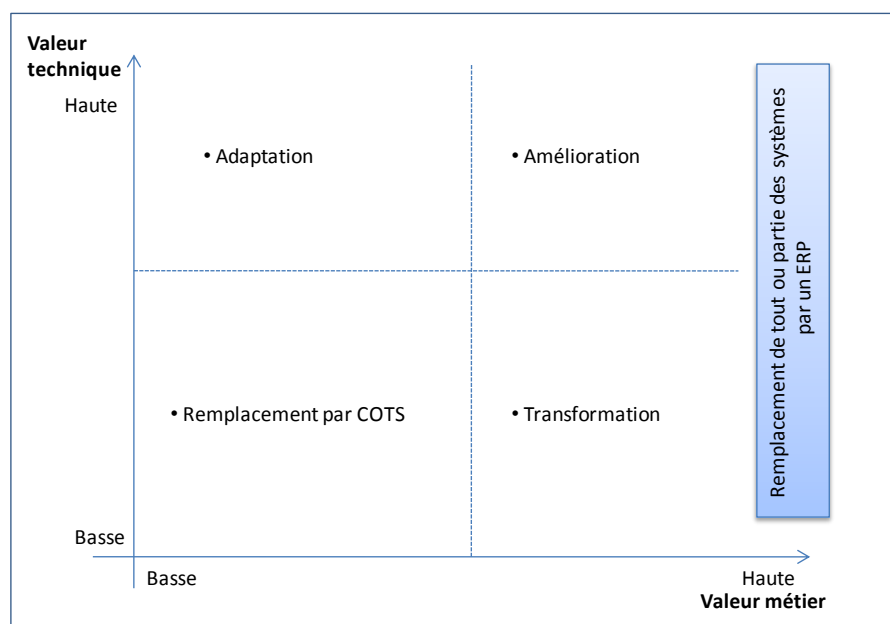 Valeur
technique
Haute
• Adaptation
• Amélioration
Remplacement de tout ou partie des systèmes
par un ERP
• Remplacement par COTS
• Transformation
Basse
Basse
Haute
Valeur métier